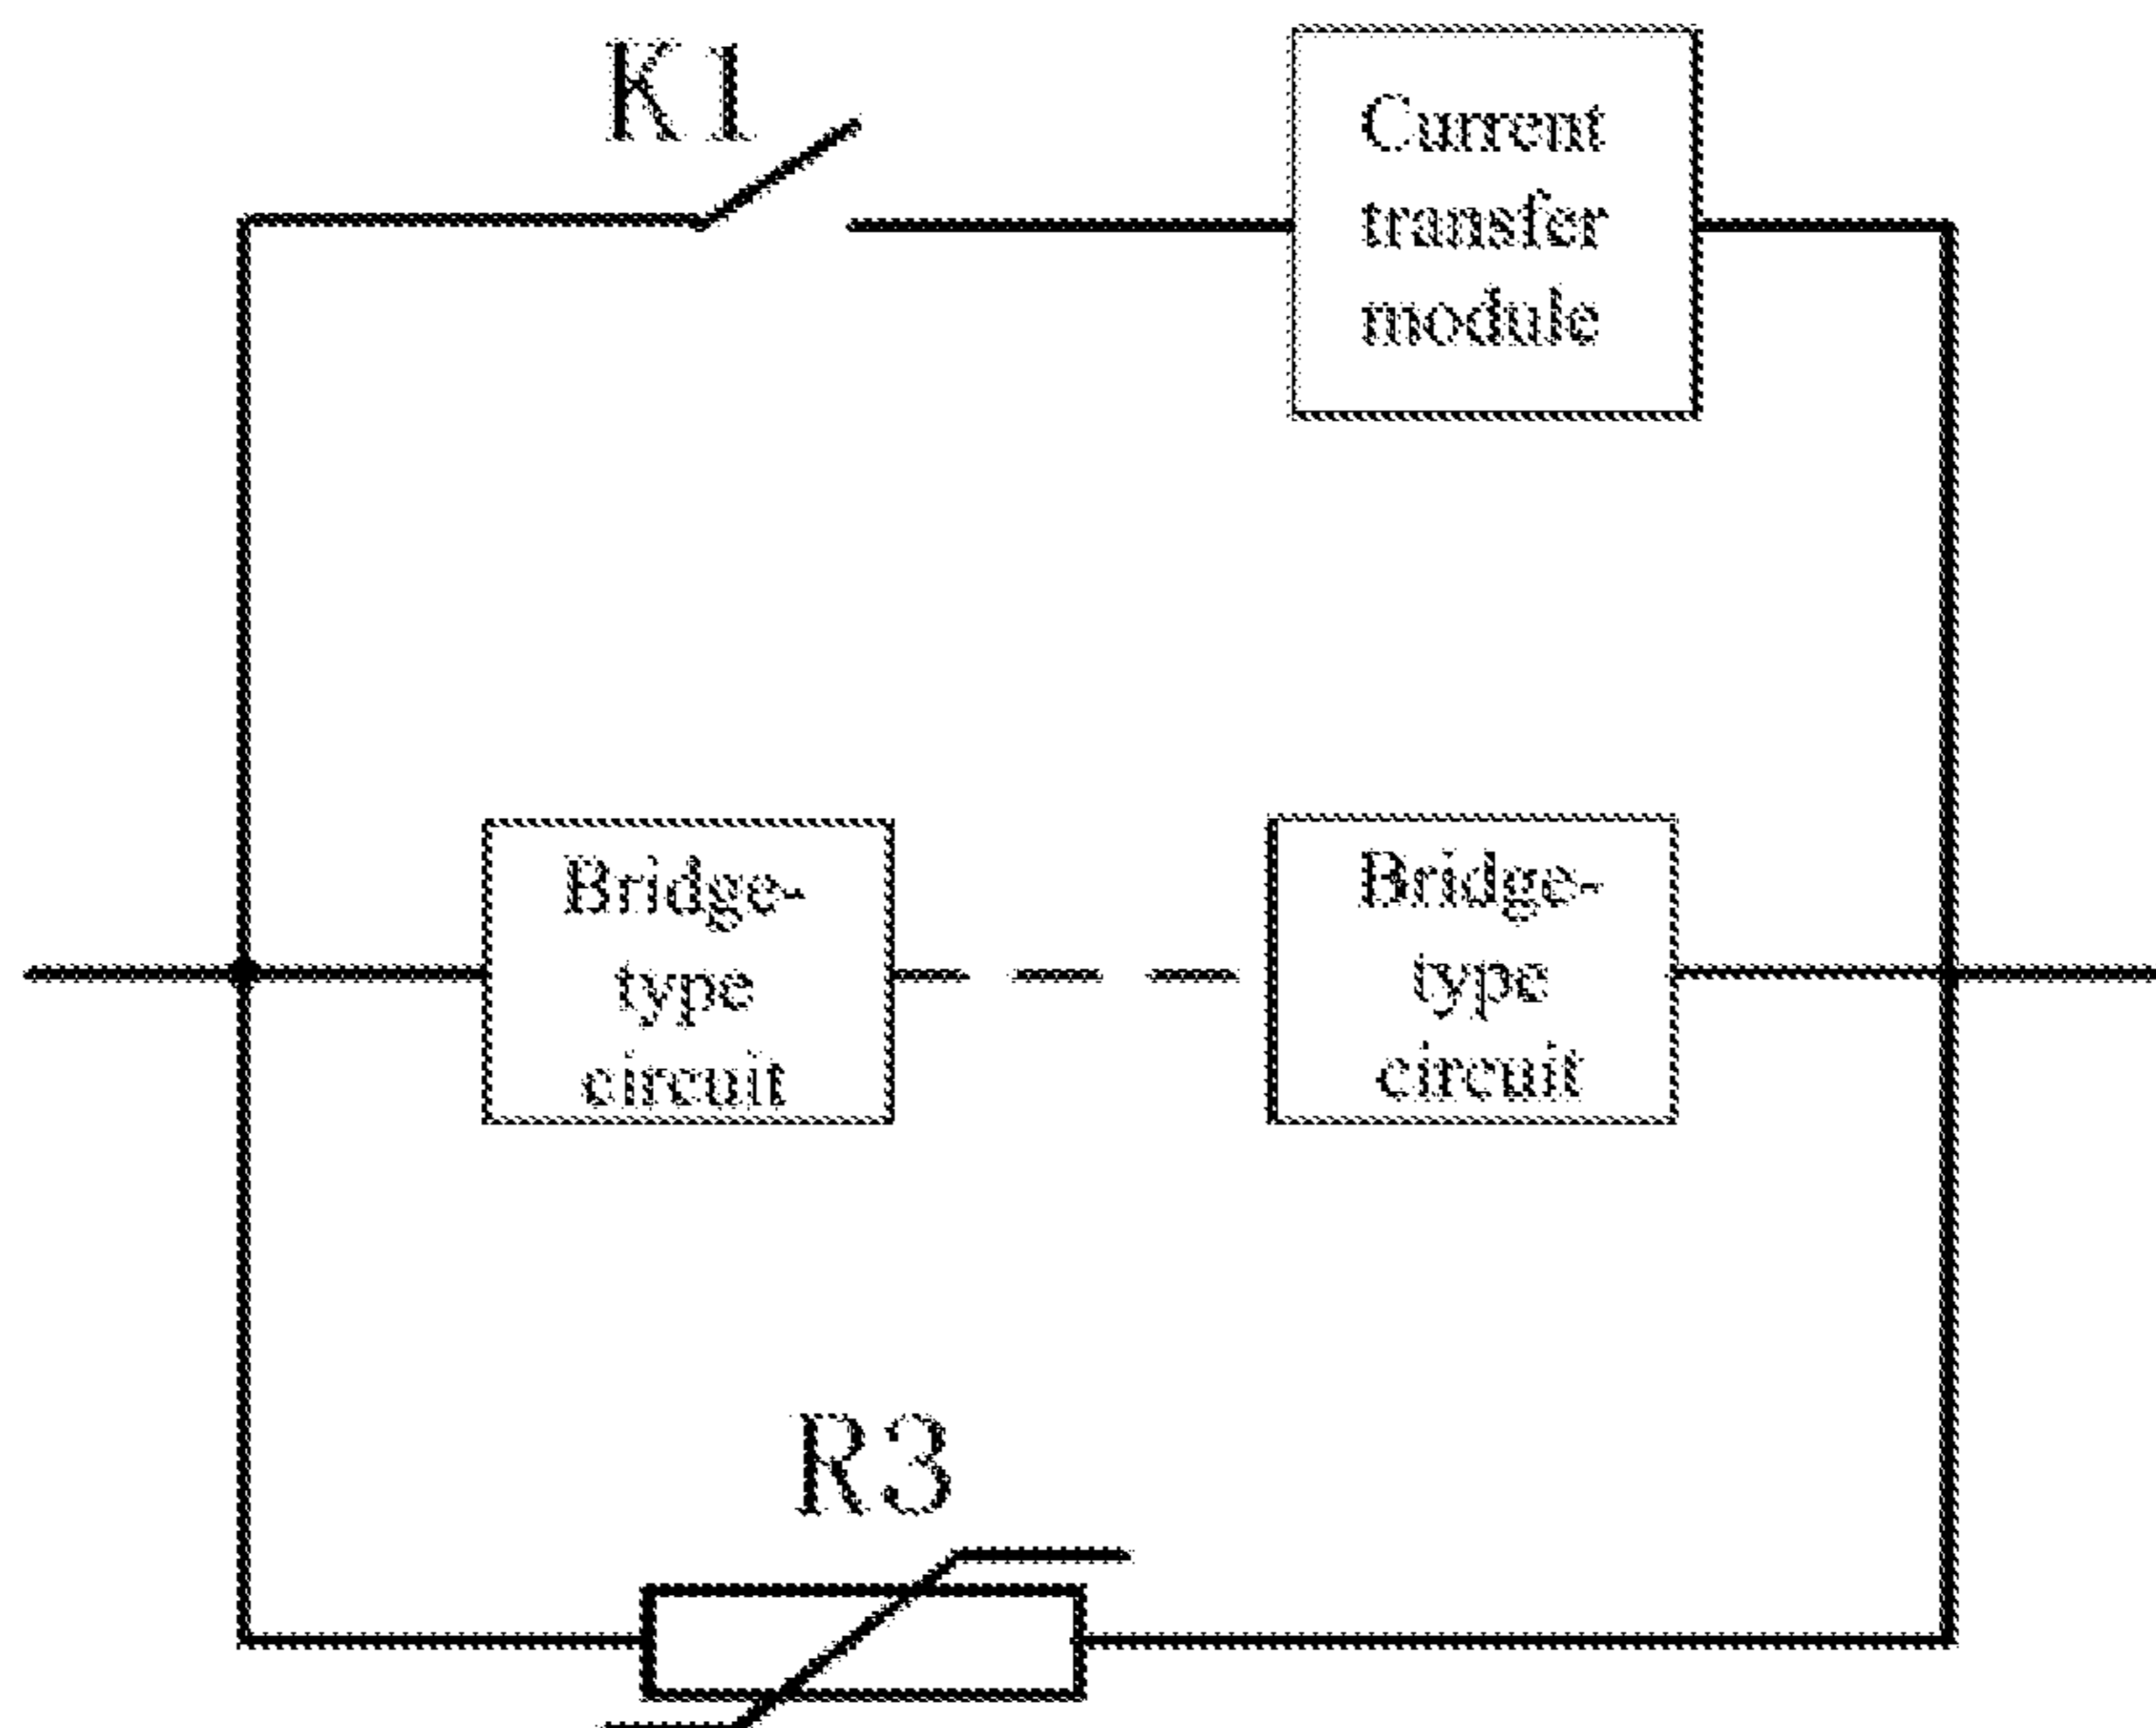 K1
Current
transfer
module
Bridge-
type
circuit
Bridge-
type
circuit
R3